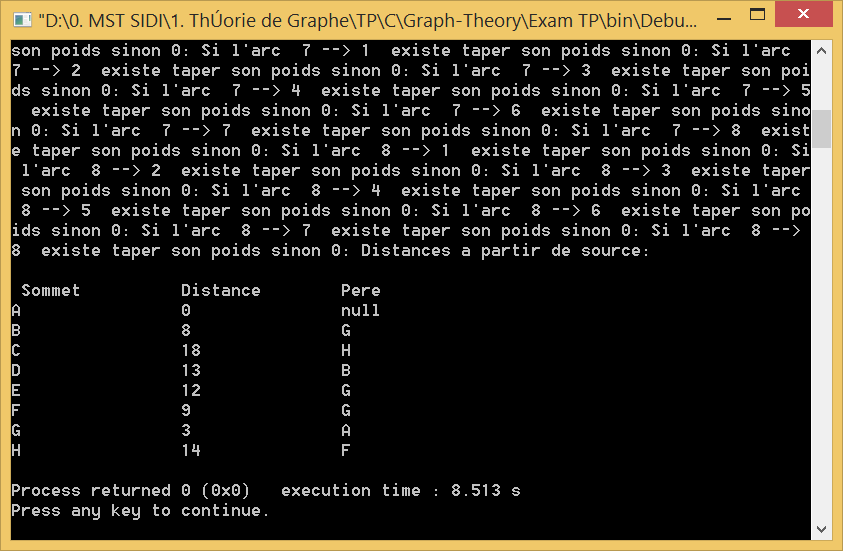 "D:\0. MST SIDI\1. ThÚorie de Graphe\TP\C\Graph-Theory\Exam TP\bin\Debu...
son poids sinon 0: Si l'arc  7 --> 1  existe taper son poids sinon 0: Si l'arc
7 --> 2  existe taper son poids sinon 0: Si l'arc  7 --> 3  existe taper son poi
ds sinon 0: Si l'arc  7 --> 4  existe taper son poids sinon 0: Si l'arc  7 --> 5
  existe taper son poids sinon 0: Si l'arc  7 --> 6  existe taper son poids sino
n 0: Si l'arc  7 --> 7  existe taper son poids sinon 0: Si l'arc  7 --> 8  exist
e taper son poids sinon 0: Si l'arc  8 --> 1  existe taper son poids sinon 0: Si
 l'arc  8 --> 2  existe taper son poids sinon 0: Si l'arc  8 --> 3  existe taper
 son poids sinon 0: Si l'arc  8 --> 4  existe taper son poids sinon 0: Si l'arc
 8 --> 5  existe taper son poids sinon 0: Si l'arc  8 --> 6  existe taper son po
ids sinon 0: Si l'arc  8 --> 7  existe taper son poids sinon 0: Si l'arc  8 -->
8  existe taper son poids sinon 0: Distances a partir de source:
 Sommet          Distance        Pere
A                0               null
B                8               G
C                18              H
D                13              B
E                12              G
F                9               G
G                3               A
H                14              F
Process returned 0 (0x0)   execution time : 8.513 s
Press any key to continue.